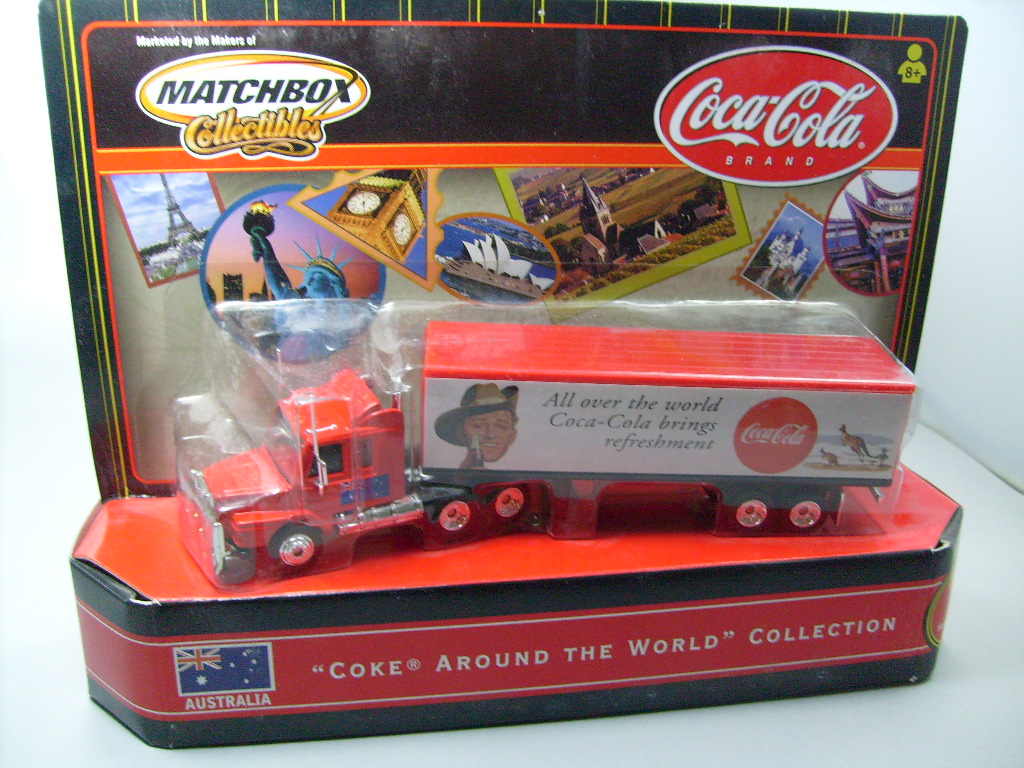 Marketed by the Makers of
MATCHBOX
Collectibles
Coca-Cola®
BRAND
8+
All over the world
Coca-Cola brings
refreshment
Coca-Cola
"COKE® AROUND THE WORLD" COLLECTION
AUSTRALIA